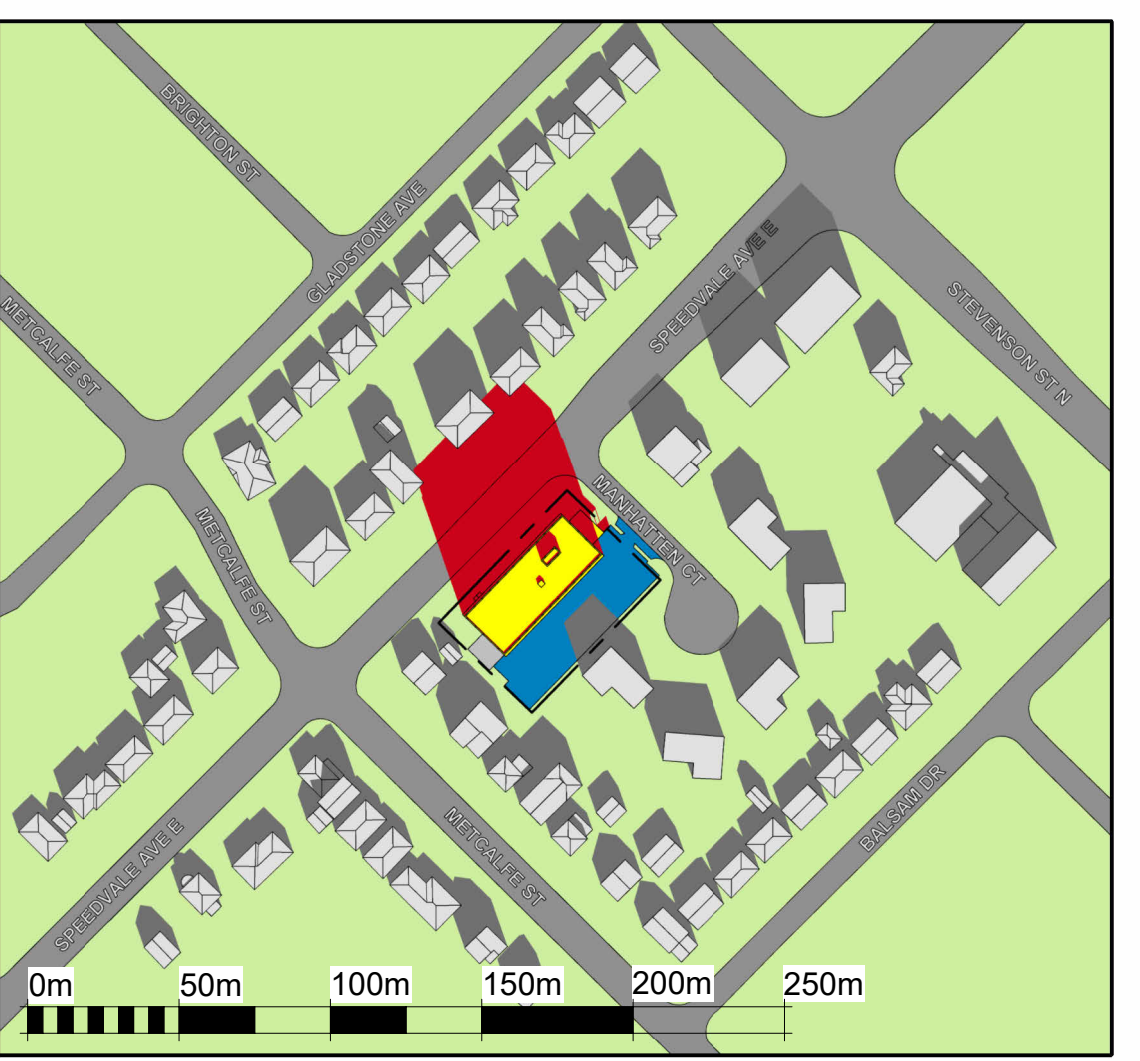 BRIGHTON ST
GLADSTONE AVE
METCALFE ST
SPEEDVALE AVE E
STEVENSON ST N
MANHATTEN CT
METCALFE ST
METCALFE ST
BALSAM DR
SPEEDVALE AVE E
0m 50m 100m 150m 200m 250m